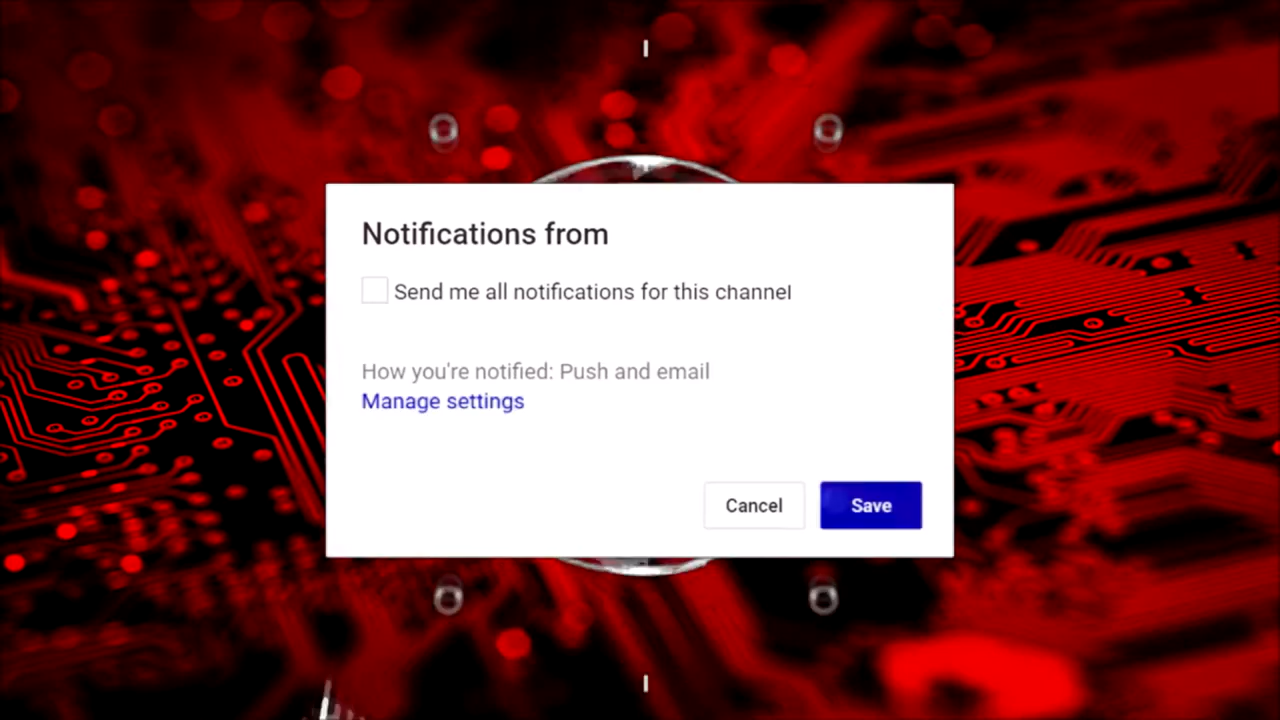 Notifications from
Send me all notifications for this channel
How you're notified: Push and email
Manage settings
Cancel
Save